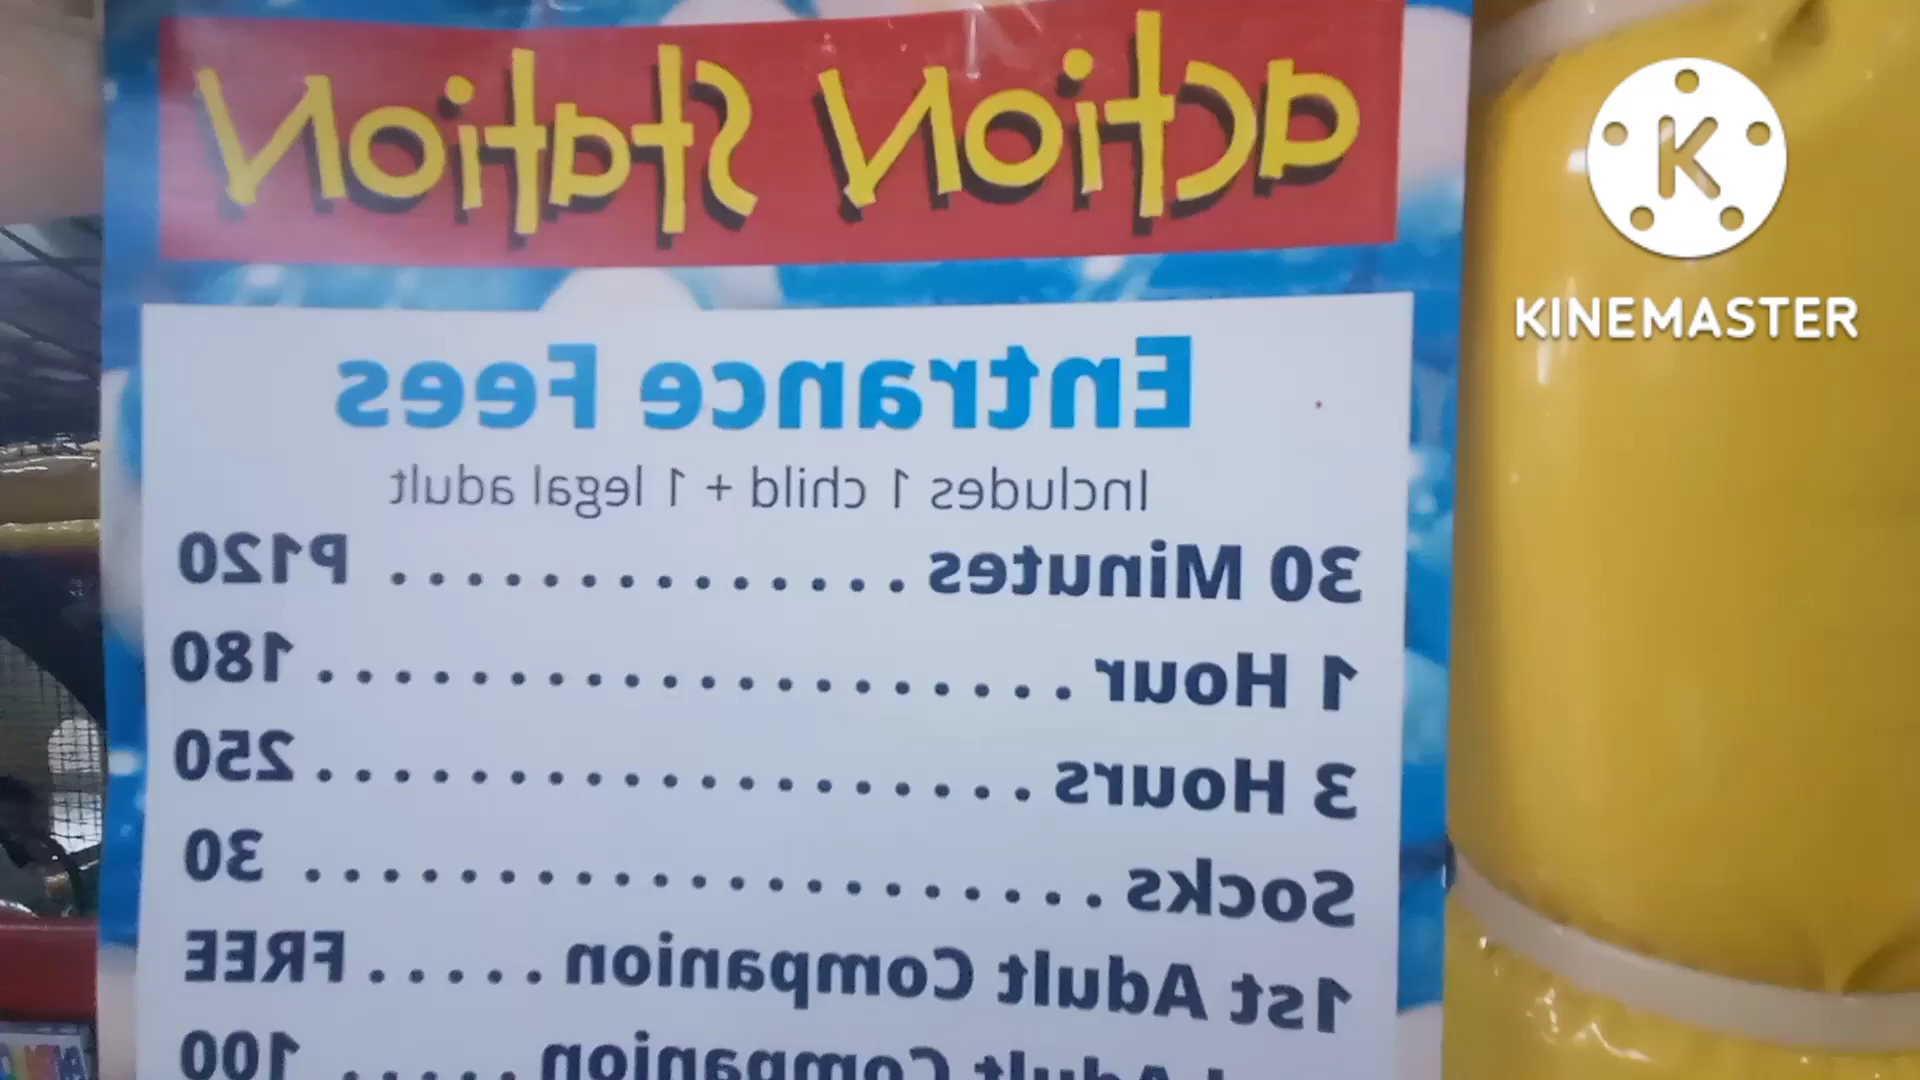 action Station
Entrance Fees
Includes 1 child + 1 legal adult
30 Minutes . . . . . . . . . . . . . . P120
1 Hour . . . . . . . . . . . . . . . . . . . . 180
3 Hours . . . . . . . . . . . . . . . . . . . 250
Socks . . . . . . . . . . . . . . . . . . . . . 30
1st Adult Companion . . . . . FREE
Adult Companion . . . . . 100
K
KINEMASTER